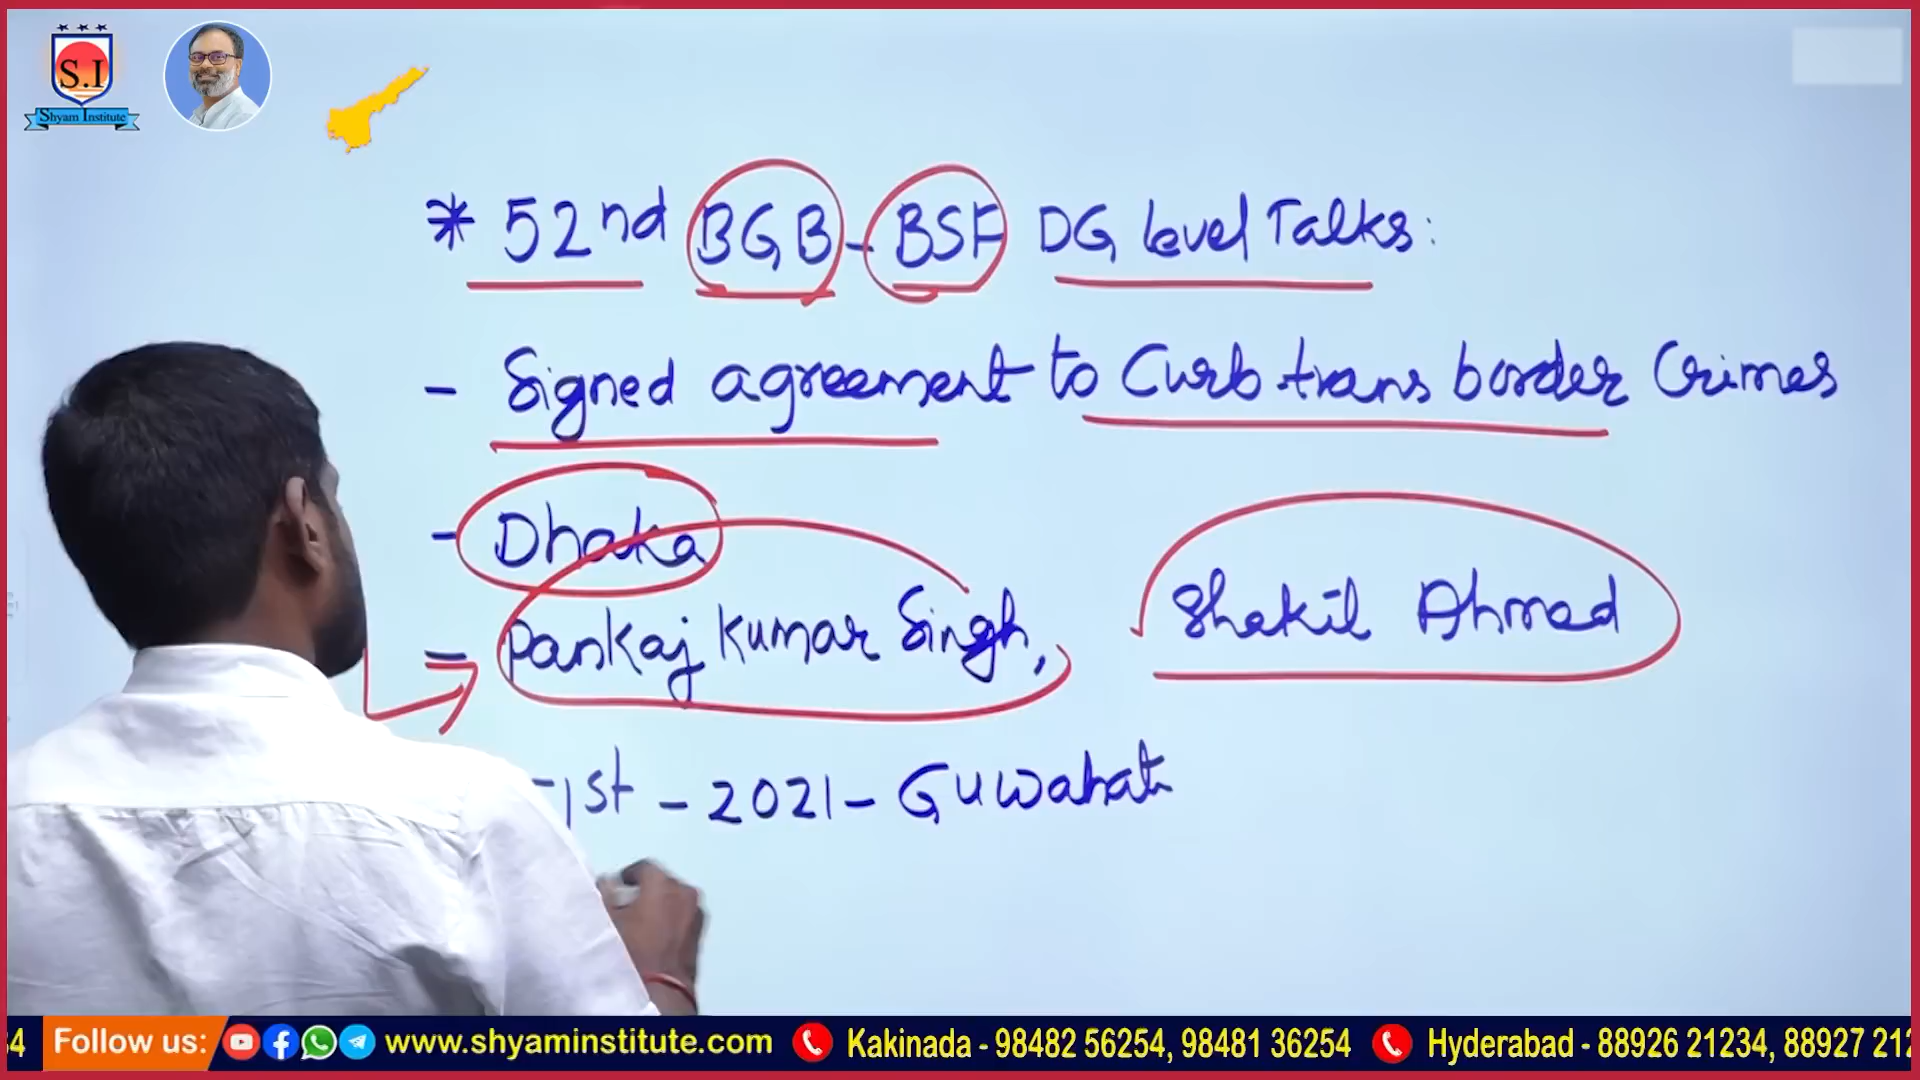 S.I
Shyam Institute
* 52nd BGB - BSF DG level Talks:
- Signed agreement to Curb trans border Crimes
- Dhaka
- Pankaj Kumar Singh, Shakil Ahmad
1st - 2021 - Guwahati
34 Follow us: www.shyaminstitute.com Kakinada - 98482 56254, 98481 36254 Hyderabad - 88926 21234, 88927 212